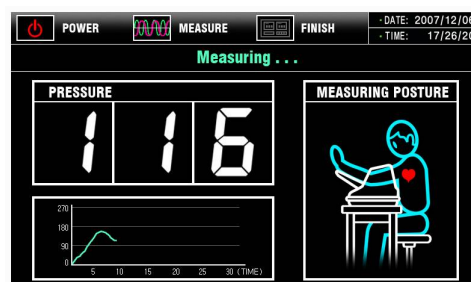 POWER MEASURE FINISH
• DATE: 2007/12/06
• TIME: 17/26/20
Measuring . . .
PRESSURE
116
MEASURING POSTURE
270
180
90
0
5 10 15 20 25 30 (TIME)